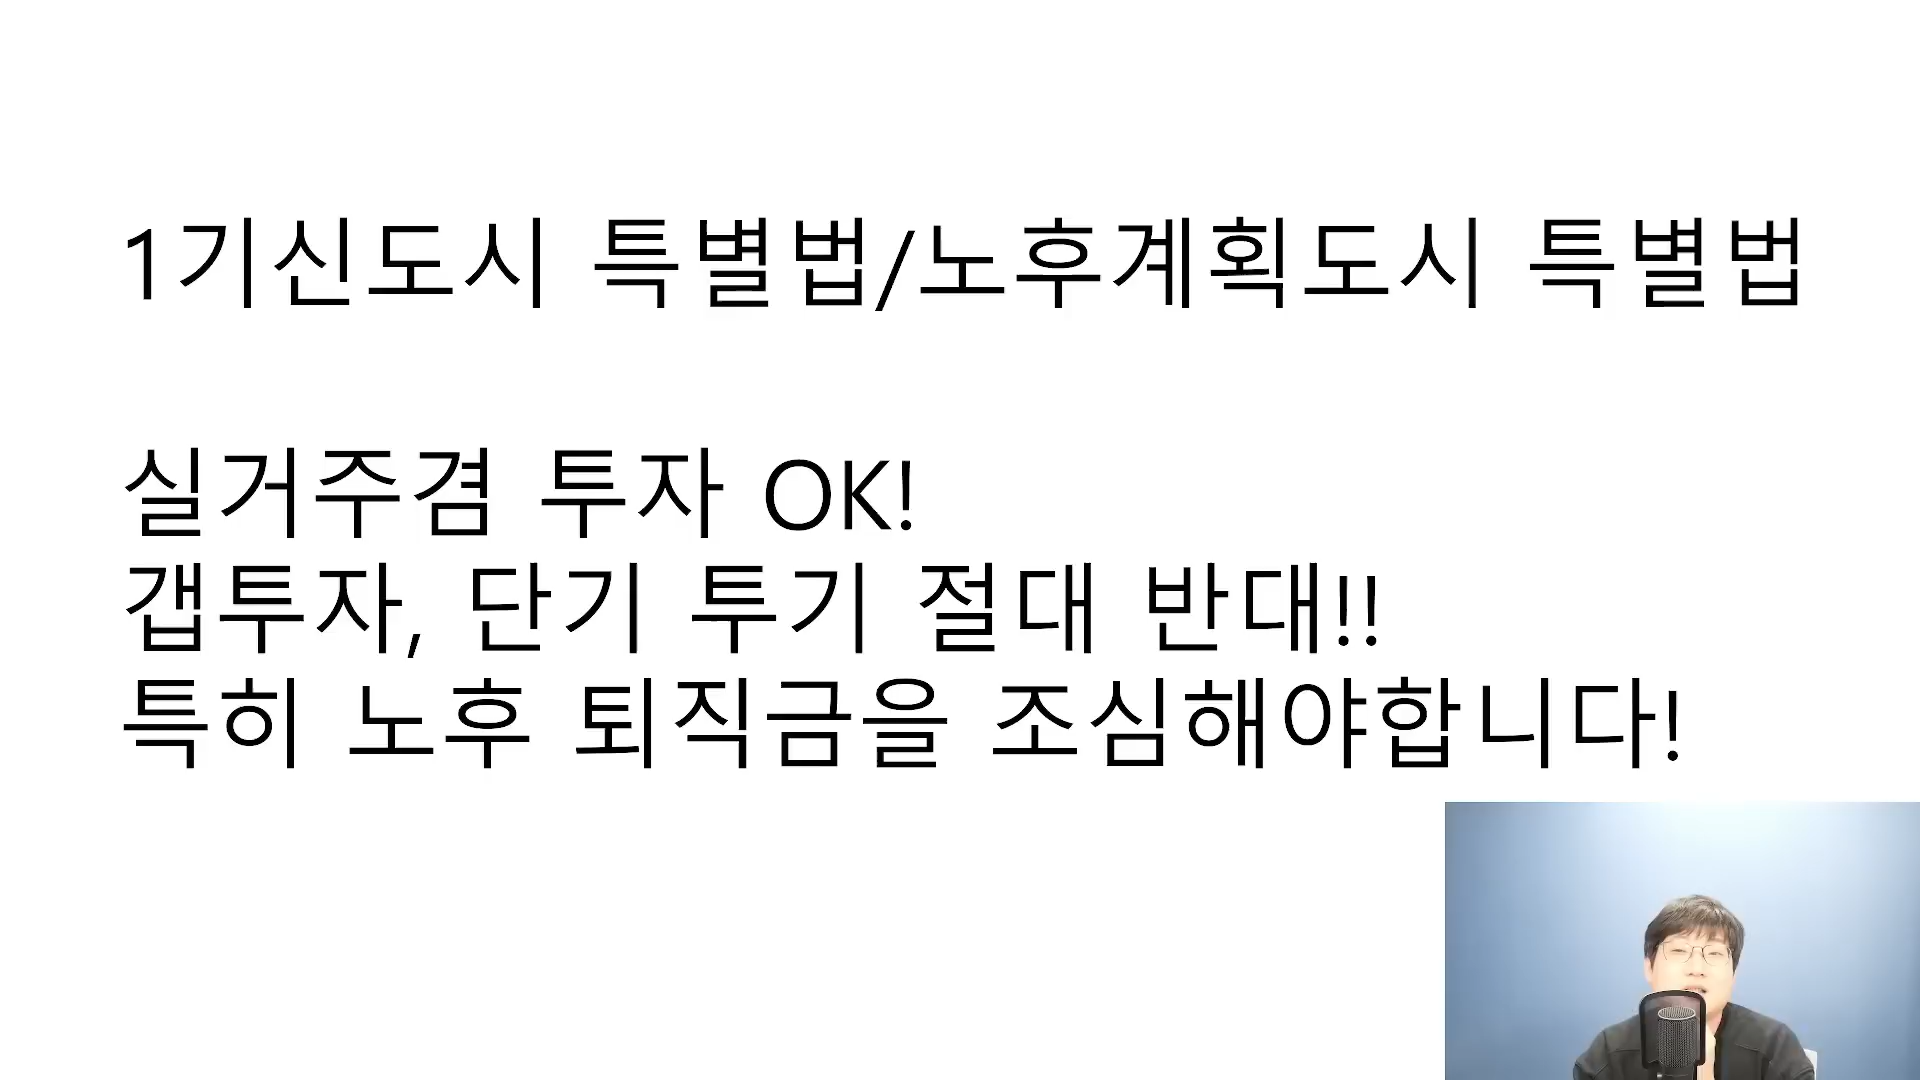 1기신도시 특별법/노후계획도시 특별법
실거주겸 투자 OK!
갭투자, 단기 투기 절대 반대!!
특히 노후 퇴직금을 조심해야합니다!